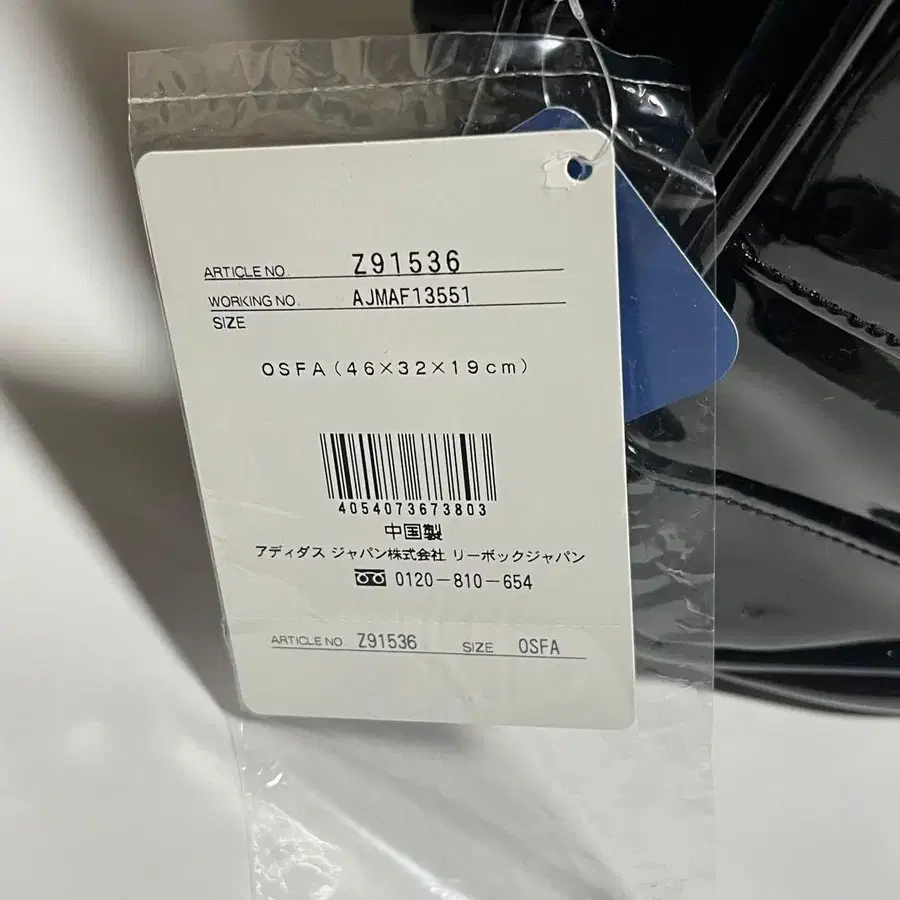 ARTICLE NO. Z91536
WORKING NO. AJMAF13551
SIZE
OSFA(46×32×19cm)
4054073673803
中国製
アディダス ジャパン株式会社 リーボックジャパン
0120-810-654
ARTICLE NO. Z91536 SIZE OSFA